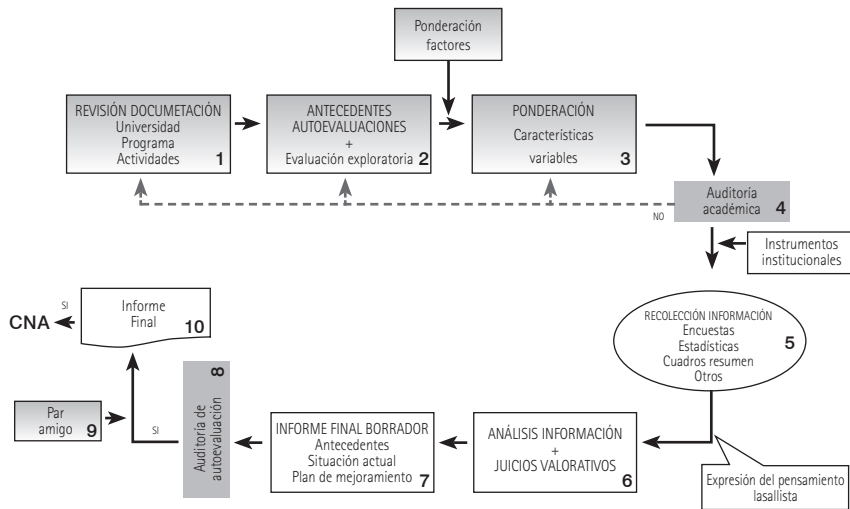 Ponderación
factores
REVISIÓN DOCUMETACIÓN
Universidad
Programa
Actividades
1
ANTECEDENTES
AUTOEVALUACIONES
+
Evaluación exploratoria
2
PONDERACIÓN
Características
variables
3
Auditoría
académica
4
NO
Instrumentos
institucionales
RECOLECCIÓN INFORMACIÓN
Encuestas
Estadísticas
Cuadros resumen
Otros
5
Expresión del pensamiento
lasallista
ANÁLISIS INFORMACIÓN
+
JUICIOS VALORATIVOS
6
INFORME FINAL BORRADOR
Antecedentes
Situación actual
Plan de mejoramiento
7
Auditoría de
autoevaluación
8
SI
Par
amigo
9
Informe
Final
10
SI
CNA